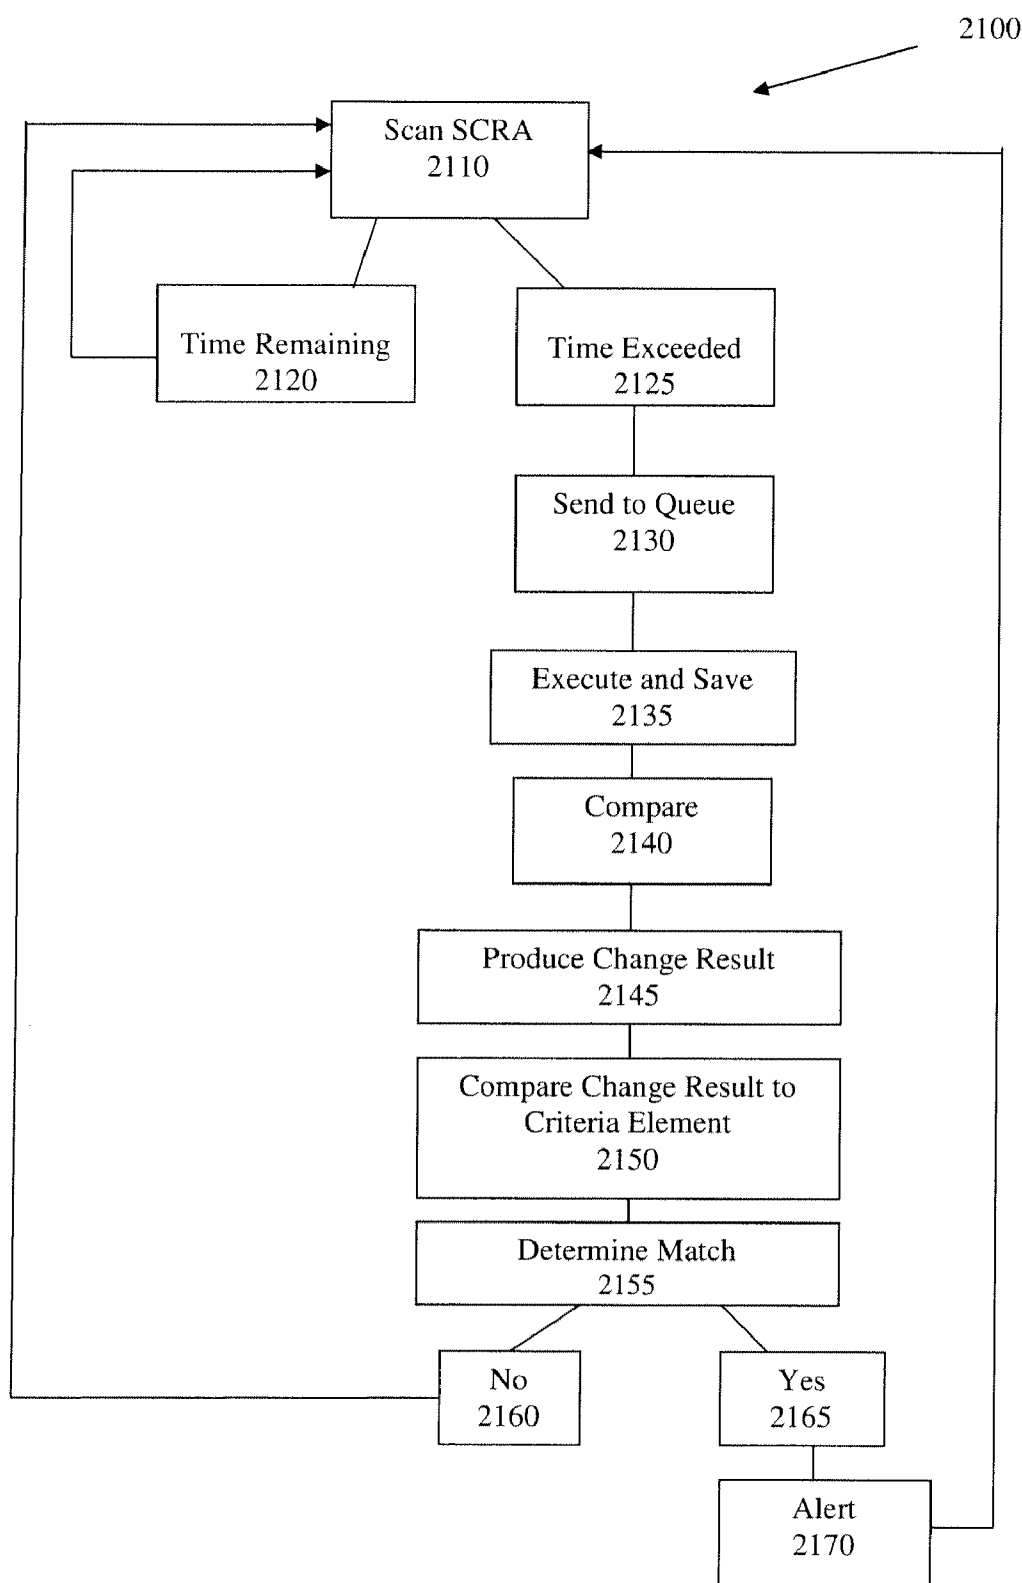 2100
Scan SCRA
2110
Time Remaining
2120
Time Exceeded
2125
Send to Queue
2130
Execute and Save
2135
Compare
2140
Produce Change Result
2145
Compare Change Result to
Criteria Element
2150
Determine Match
2155
No
2160
Yes
2165
Alert
2170